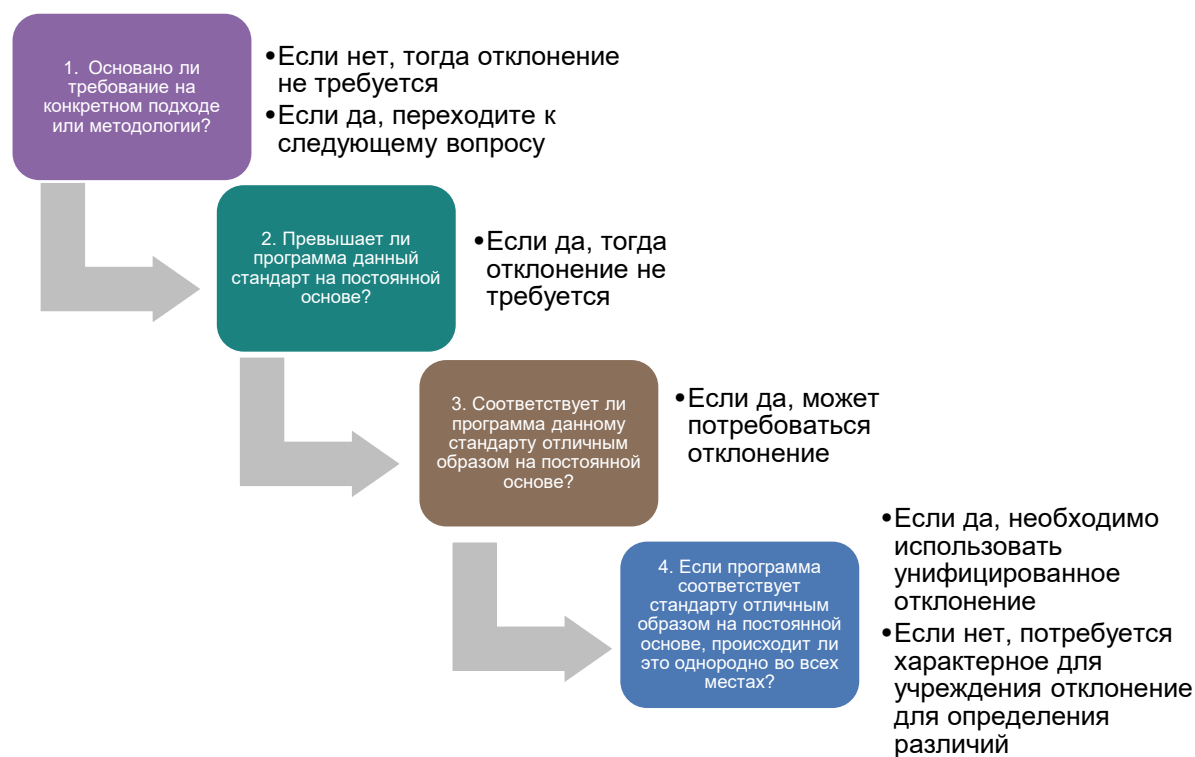 1. Основано ли
требование на
конкретном подходе
или методологии?
•Если нет, тогда отклонение
не требуется
•Если да, переходите к
следующему вопросу
2. Превышает ли
программа данный
стандарт на постоянной
основе?
•Если да, тогда
отклонение не
требуется
3. Соответствует ли
программа данному
стандарту отличным
образом на постоянной
основе?
•Если да, может
потребоваться
отклонение
4. Если программа
соответствует
стандарту отличным
образом на постоянной
основе, происходит ли
это однородно во всех
местах?
•Если да, необходимо
использовать
унифицированное
отклонение
•Если нет, потребуется
характерное для
учреждения отклонение
для определения
различий